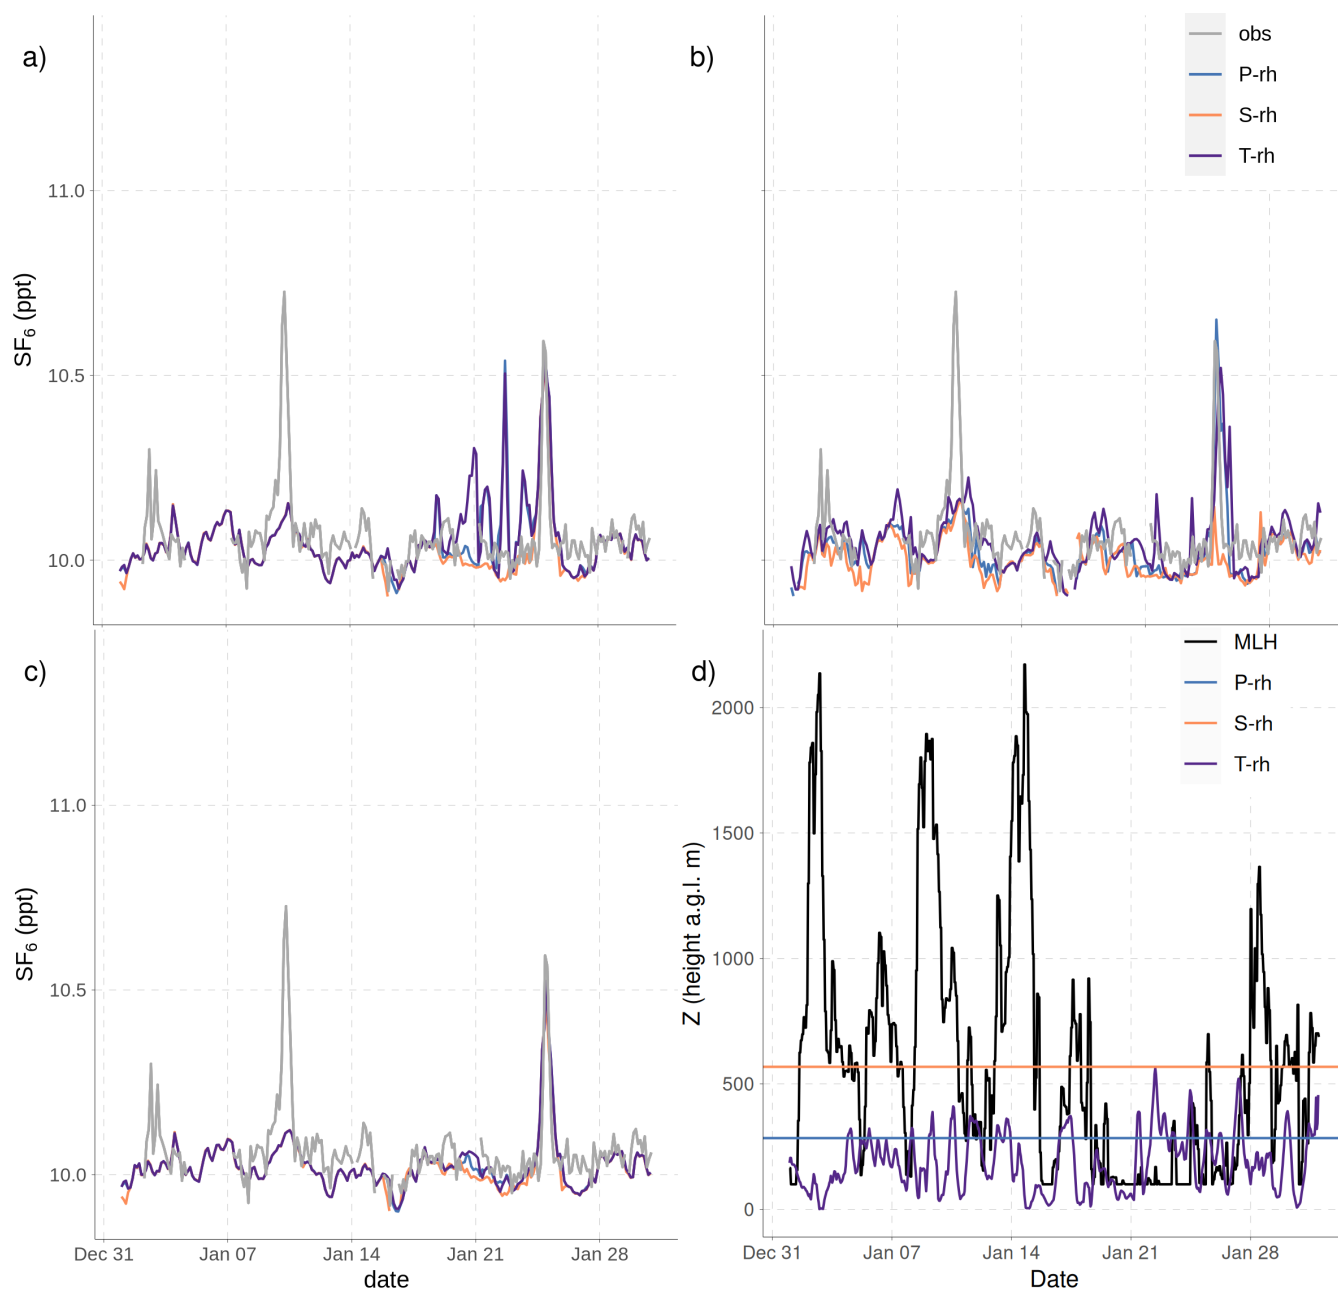 a)
SF6 (ppt)
11.0
10.5
10.0
b)
obs
P-rh
S-rh
T-rh
c)
SF6 (ppt)
11.0
10.5
10.0
Dec 31 Jan 07 Jan 14 Jan 21 Jan 28
date
d)
MLH
P-rh
S-rh
T-rh
Z (height a.g.l. m)
2000
1500
1000
500
0
Dec 31 Jan 07 Jan 14 Jan 21 Jan 28
Date